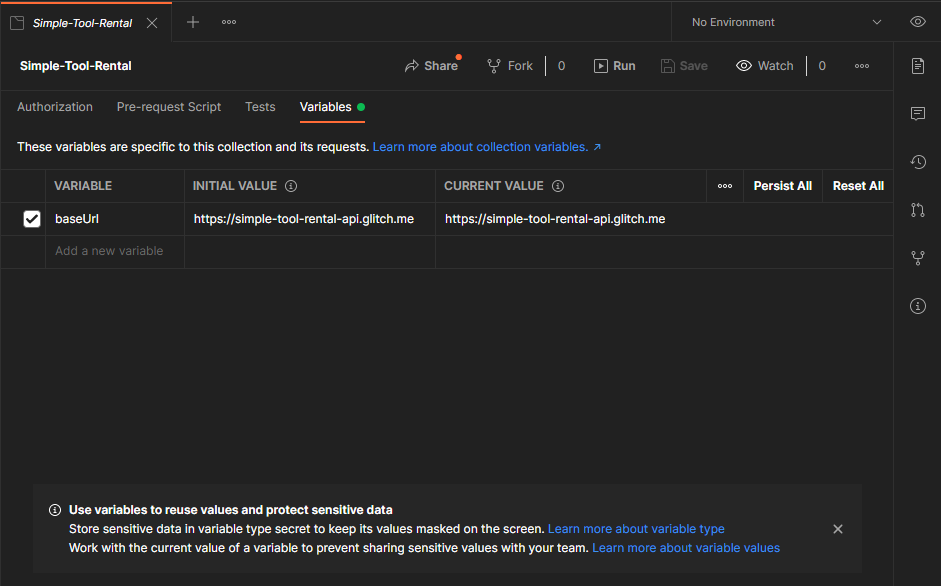 Simple-Tool-Rental
No Environment
Simple-Tool-Rental
Share Fork 0 Run Save Watch 0
Authorization Pre-request Script Tests Variables
These variables are specific to this collection and its requests. Learn more about collection variables. ↗
VARIABLE INITIAL VALUE CURRENT VALUE Persist All Reset All
baseUrl https://simple-tool-rental-api.glitch.me https://simple-tool-rental-api.glitch.me
Add a new variable
Use variables to reuse values and protect sensitive data
Store sensitive data in variable type secret to keep its values masked on the screen. Learn more about variable type
Work with the current value of a variable to prevent sharing sensitive values with your team. Learn more about variable values